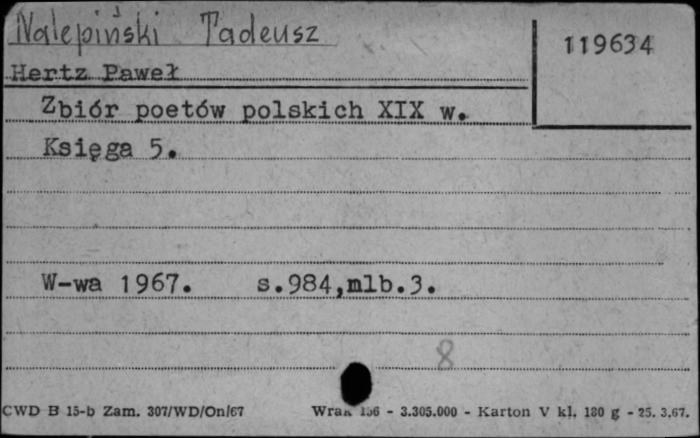 Nalepiński Tadeusz
119634
Hertz Paweł
Zbiór poetów polskich XIX w.
Księga 5.
W-wa 1967. s.984,mlb.3.
8
CWD B 15-b Zam. 307/WD/On/67 - 3.305.000 - Karton V kl. 180 g - 25. 3.67.